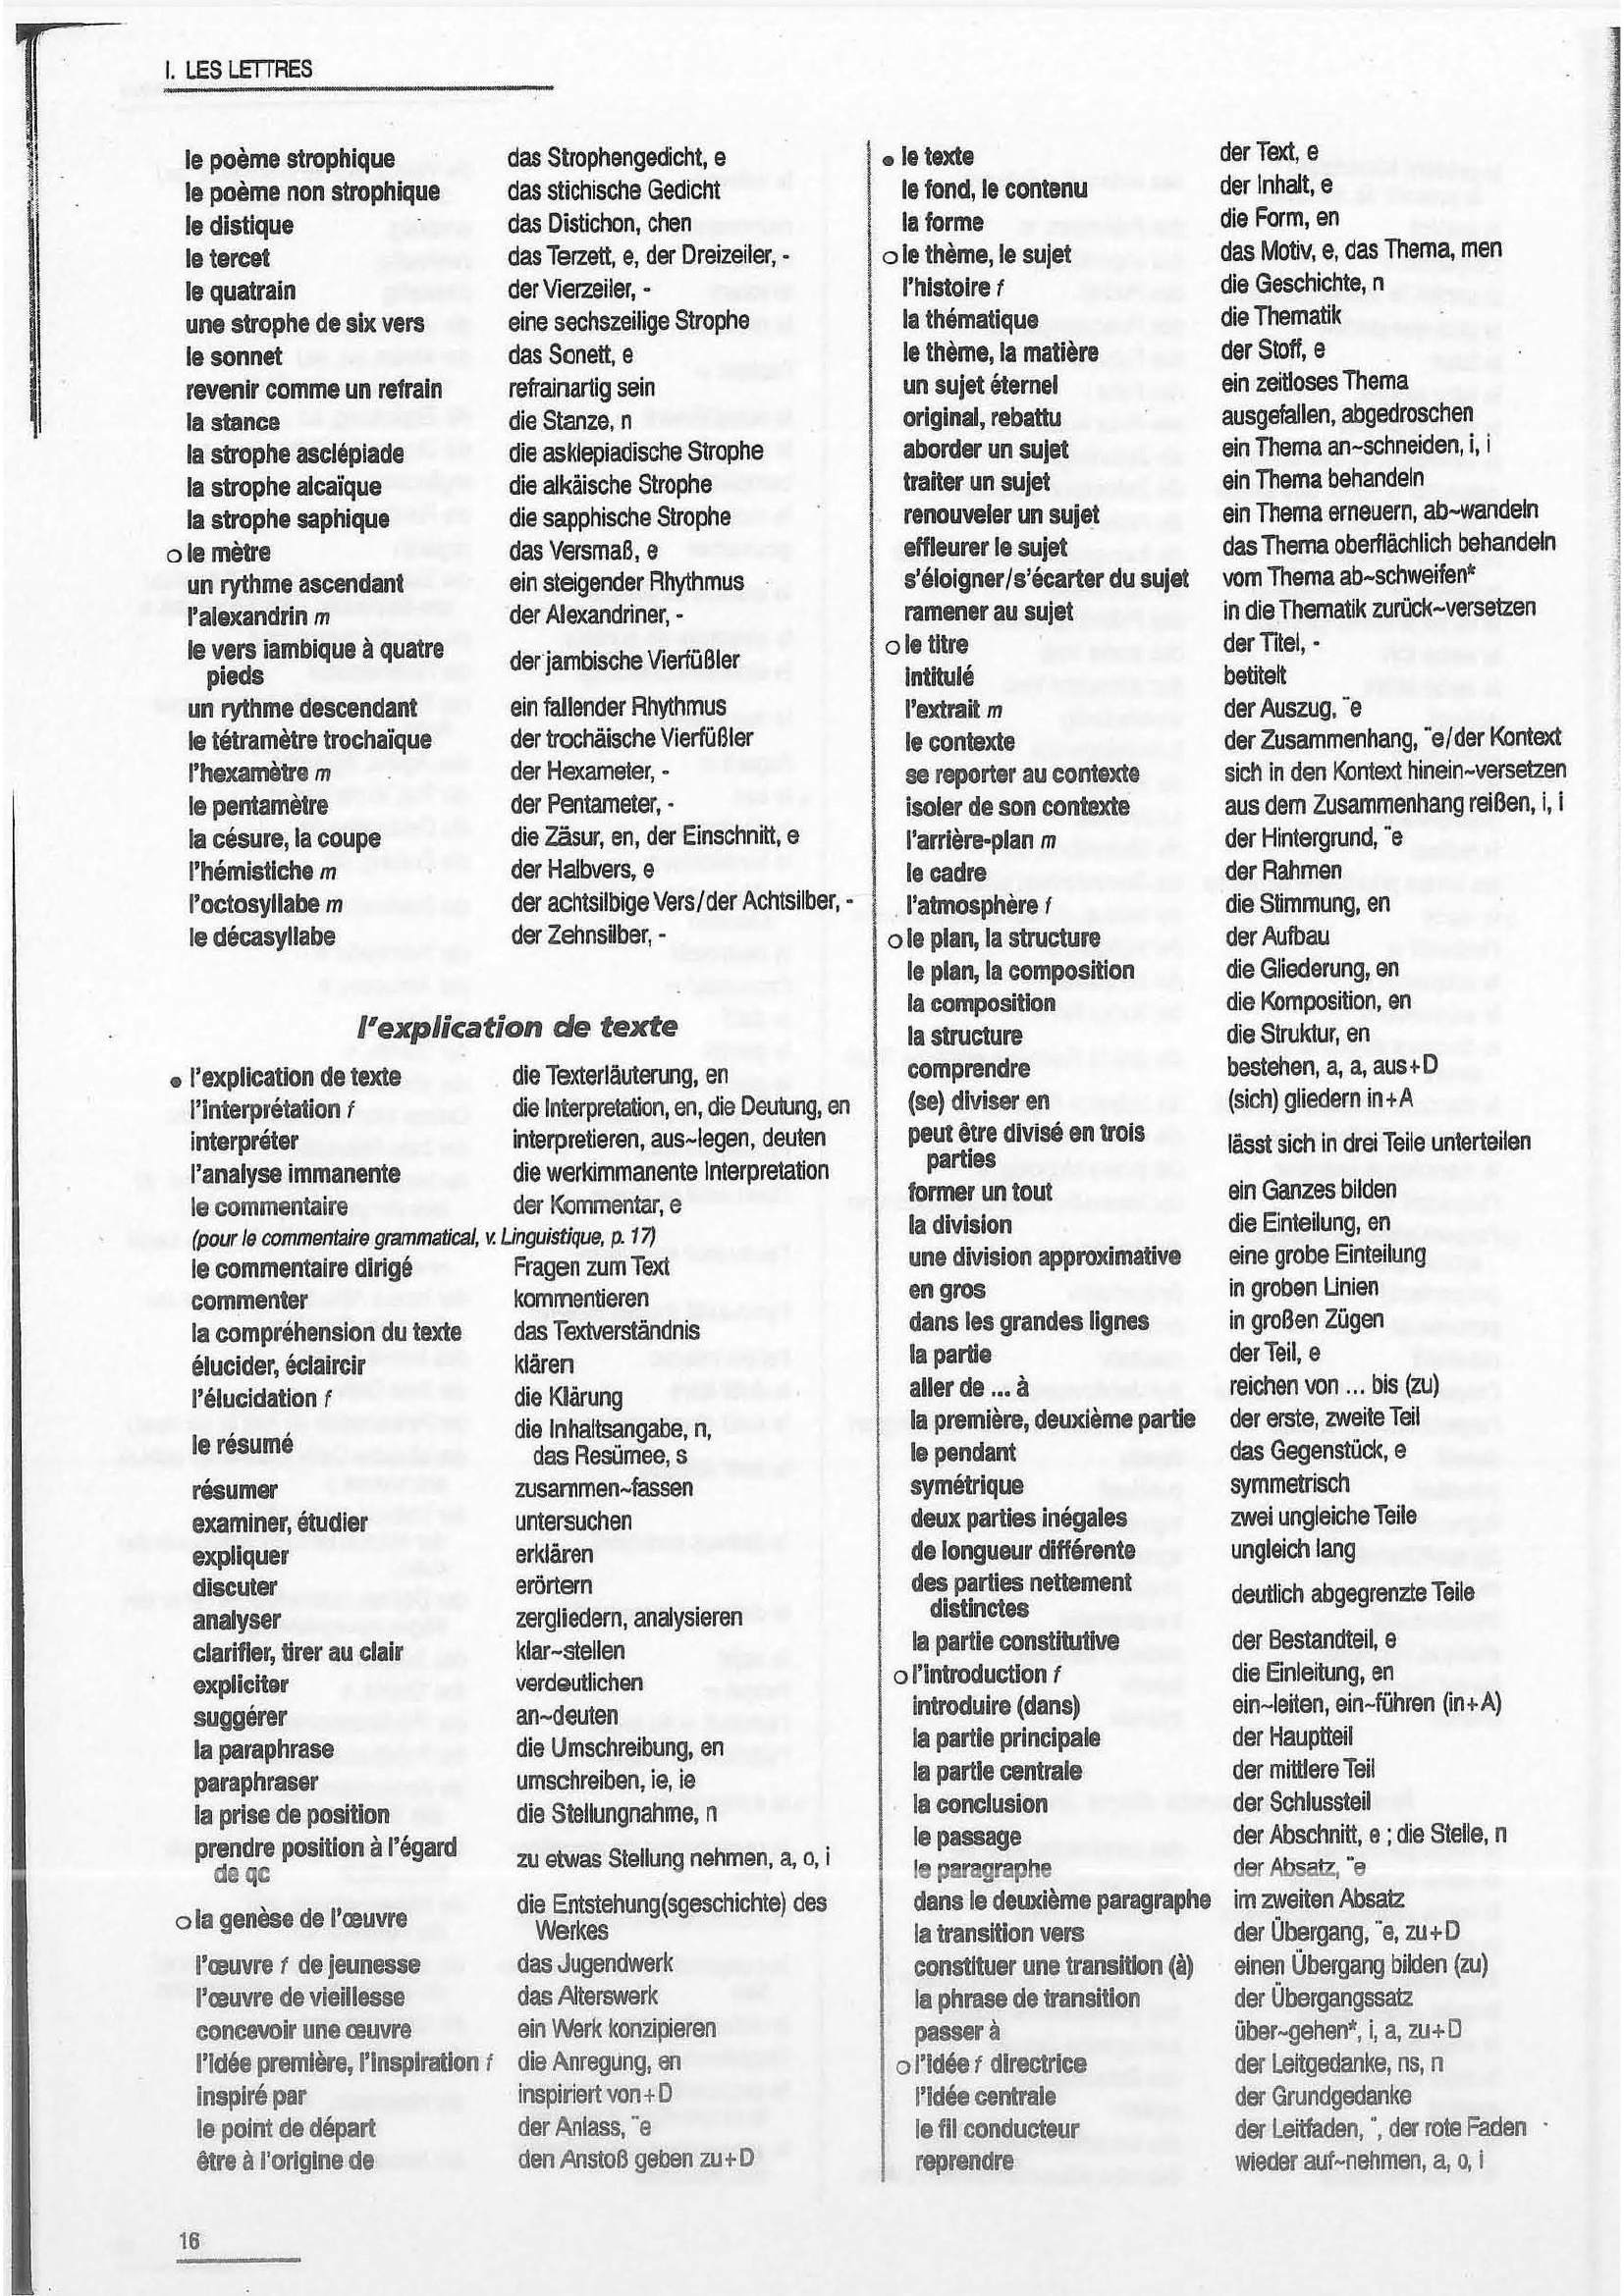 I. LES LETTRES
le poème strophique das Strophengedicht, e
le poème non strophique das stichische Gedicht
le distique das Distichon, chen
le tercet das Terzett, e, der Dreizeiler, -
le quatrain der Vierzeiler, -
une strophe de six vers eine sechszeilige Strophe
le sonnet das Sonett, e
revenir comme un refrain refrainartig sein
la stance die Stanze, n
la strophe asclépiade die asklepiadische Strophe
la strophe alcaïque die alkäische Strophe
la strophe saphique die sapphische Strophe
o le mètre das Versmaß, e
un rythme ascendant ein steigender Rhythmus
l'alexandrin m der Alexandriner, -
le vers iambique à quatre
pieds der jambische Vierfüßler
un rythme descendant ein fallender Rhythmus
le tétramètre trochaïque der trochäische Vierfüßler
l'hexamètre m der Hexameter, -
le pentamètre der Pentameter, -
la césure, la coupe die Zäsur, en, der Einschnitt, e
l'hémistiche m der Halbvers, e
l'octosyllabe m der achtsilbige Vers/der Achtsilber, -
le décasyllabe der Zehnsilber, -
l'explication de texte
• l'explication de texte die Texterläuterung, en
l'interprétation f die Interpretation, en, die Deutung, en
interpréter interpretieren, aus~legen, deuten
l'analyse immanente die werkimmanente Interpretation
le commentaire der Kommentar, e
(pour le commentaire grammatical, v. Linguistique, p. 17)
le commentaire dirigé Fragen zum Text
commenter kommentieren
la compréhension du texte das Textverständnis
élucider, éclaircir klären
l'élucidation f die Klärung
le résumé die Inhaltsangabe, n,
das Resümee, s
résumer zusammen~fassen
examiner, étudier untersuchen
expliquer erklären
discuter erörtern
analyser zergliedern, analysieren
clarifier, tirer au clair klar~stellen
expliciter verdeutlichen
suggérer an~deuten
la paraphrase die Umschreibung, en
paraphraser umschreiben, ie, ie
la prise de position die Stellungnahme, n
prendre position à l'égard
de qc zu etwas Stellung nehmen, a, o, i
o la genèse de l'œuvre die Entstehung(sgeschichte) des
Werkes
l'œuvre f de jeunesse das Jugendwerk
l'œuvre de vieillesse das Alterswerk
concevoir une œuvre ein Werk konzipieren
l'idée première, l'inspiration f die Anregung, en
inspiré par inspiriert von+D
le point de départ der Anlass, ¨e
être à l'origine de den Anstoß geben zu+D
• le texte der Text, e
le fond, le contenu der Inhalt, e
la forme die Form, en
o le thème, le sujet das Motiv, e, das Thema, men
l'histoire f die Geschichte, n
la thématique die Thematik
le thème, la matière der Stoff, e
un sujet éternel ein zeitloses Thema
original, rebattu ausgefallen, abgedroschen
aborder un sujet ein Thema an~schneiden, i, i
traiter un sujet ein Thema behandeln
renouveler un sujet ein Thema erneuern, ab~wandeln
effleurer le sujet das Thema oberflächlich behandeln
s'éloigner/s'écarter du sujet vom Thema ab~schweifen*
ramener au sujet in die Thematik zurück~versetzen
o le titre der Titel, -
intitulé betitelt
l'extrait m der Auszug, ¨e
le contexte der Zusammenhang, ¨e/der Kontext
se reporter au contexte sich in den Kontext hinein~versetzen
isoler de son contexte aus dem Zusammenhang reißen, i, i
l'arrière-plan m der Hintergrund, ¨e
le cadre der Rahmen
l'atmosphère f die Stimmung, en
o le plan, la structure der Aufbau
le plan, la composition die Gliederung, en
la composition die Komposition, en
la structure die Struktur, en
comprendre bestehen, a, a, aus+D
(se) diviser en (sich) gliedern in+A
peut être divisé en trois
parties lässt sich in drei Teile unterteilen
former un tout ein Ganzes bilden
la division die Einteilung, en
une division approximative eine grobe Einteilung
en gros in groben Linien
dans les grandes lignes in großen Zügen
la partie der Teil, e
aller de ... à reichen von ... bis (zu)
la première, deuxième partie der erste, zweite Teil
le pendant das Gegenstück, e
symétrique symmetrisch
deux parties inégales zwei ungleiche Teile
de longueur différente ungleich lang
des parties nettement
distinctes deutlich abgegrenzte Teile
la partie constitutive der Bestandteil, e
o l'introduction f die Einleitung, en
introduire (dans) ein~leiten, ein~führen (in+A)
la partie principale der Hauptteil
la partie centrale der mittlere Teil
la conclusion der Schlussteil
le passage der Abschnitt, e ; die Stelle, n
le paragraphe der Absatz, ¨e
dans le deuxième paragraphe im zweiten Absatz
la transition vers der Übergang, ¨e, zu+D
constituer une transition (à) einen Übergang bilden (zu)
la phrase de transition der Übergangssatz
passer à über~gehen*, i, a, zu+D
o l'idée f directrice der Leitgedanke, ns, n
l'idée centrale der Grundgedanke
le fil conducteur der Leitfaden, ¨, der rote Faden
reprendre wieder auf~nehmen, a, o, i
16